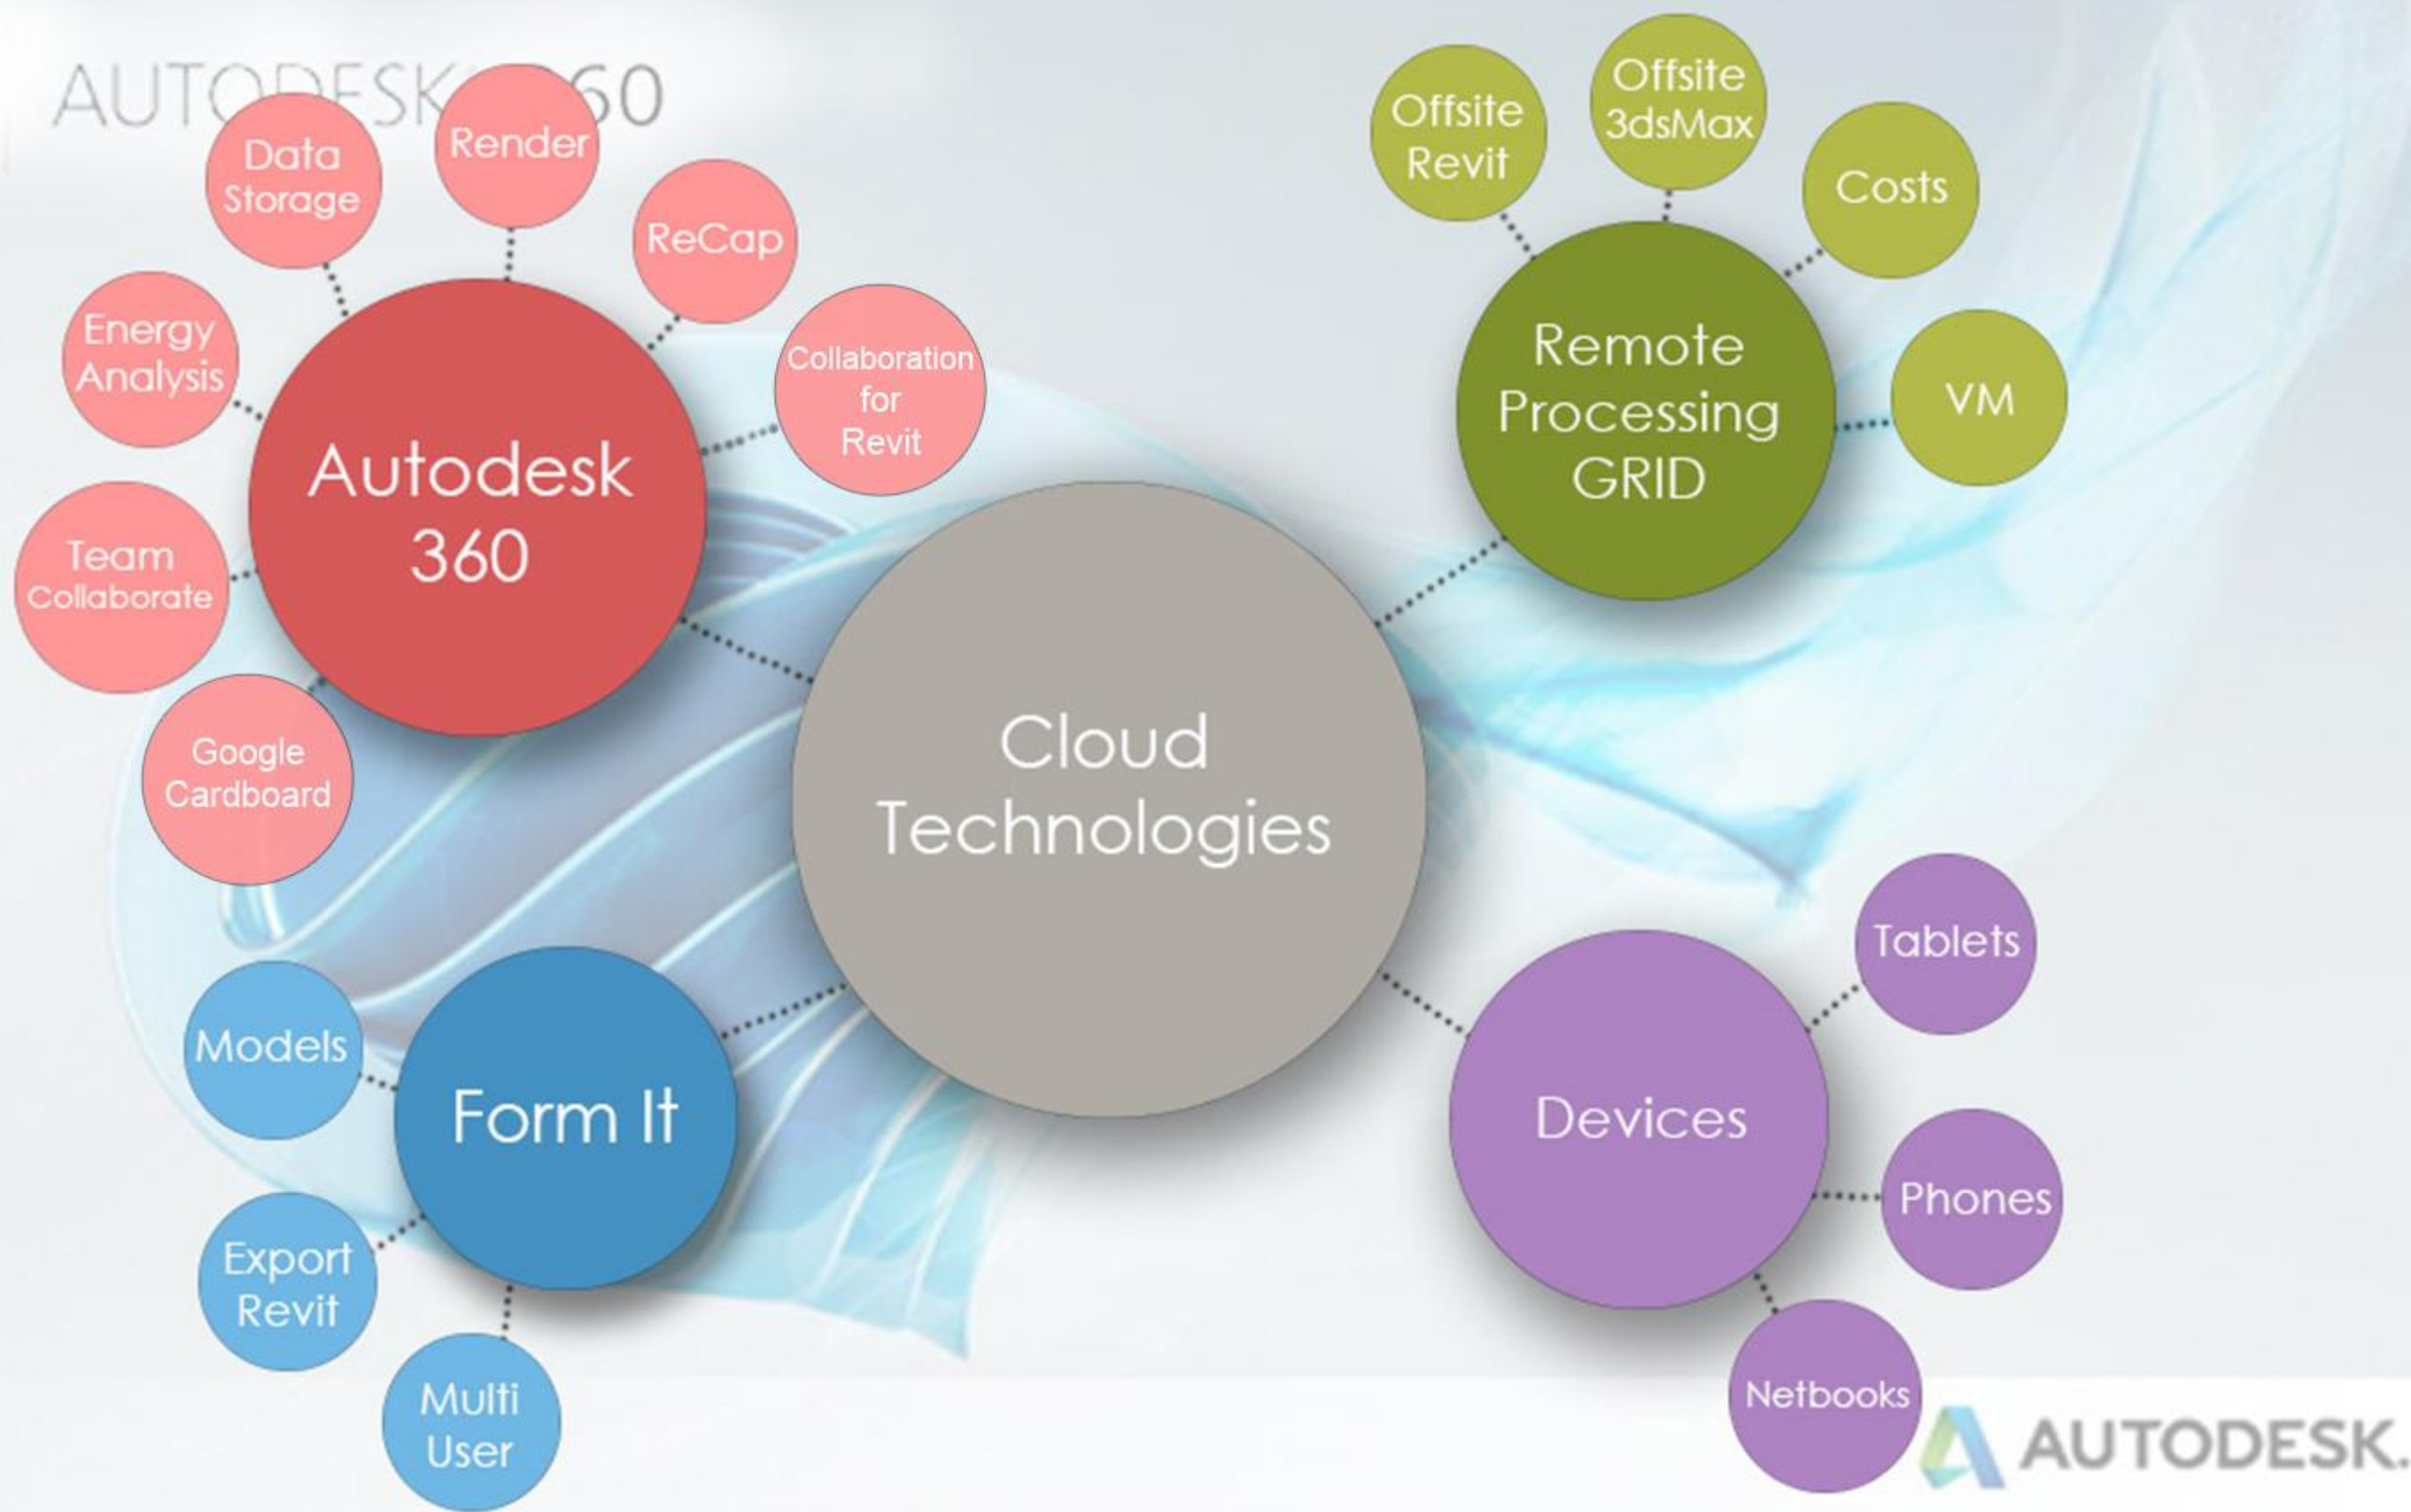 AUTODESK 360
Data
Storage
Render
ReCap
Energy
Analysis
Collaboration
for
Revit
Team
Collaborate
Google
Cardboard
Autodesk
360
Offsite
Revit
Offsite
3dsMax
Costs
VM
Remote
Processing
GRID
Cloud
Technologies
Models
Form It
Export
Revit
Multi
User
Devices
Tablets
Phones
Netbooks
AUTODESK.